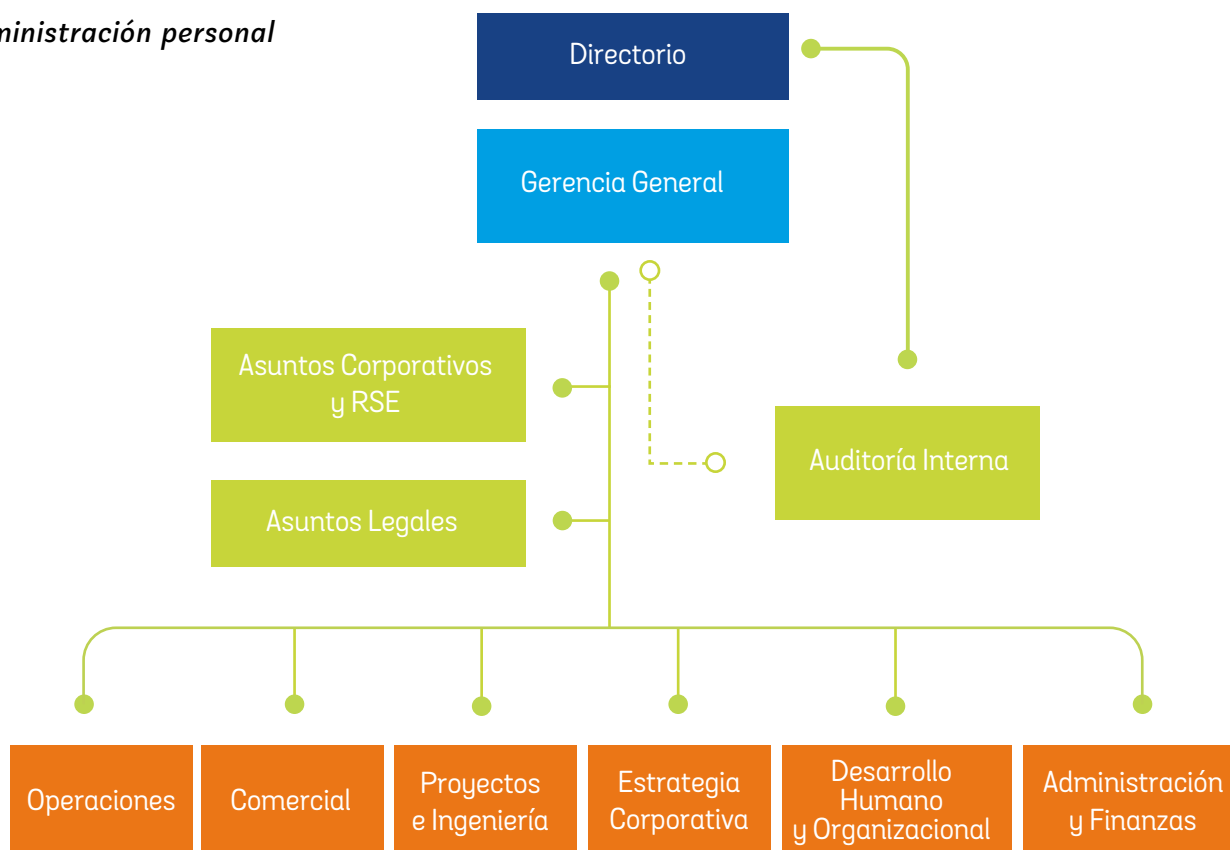 ministración personal
Directorio
Gerencia General
Asuntos Corporativos
y RSE
Auditoría Interna
Asuntos Legales
Operaciones
Comercial
Proyectos
e Ingeniería
Estrategia
Corporativa
Desarrollo
Humano
y Organizacional
Administración
y Finanzas